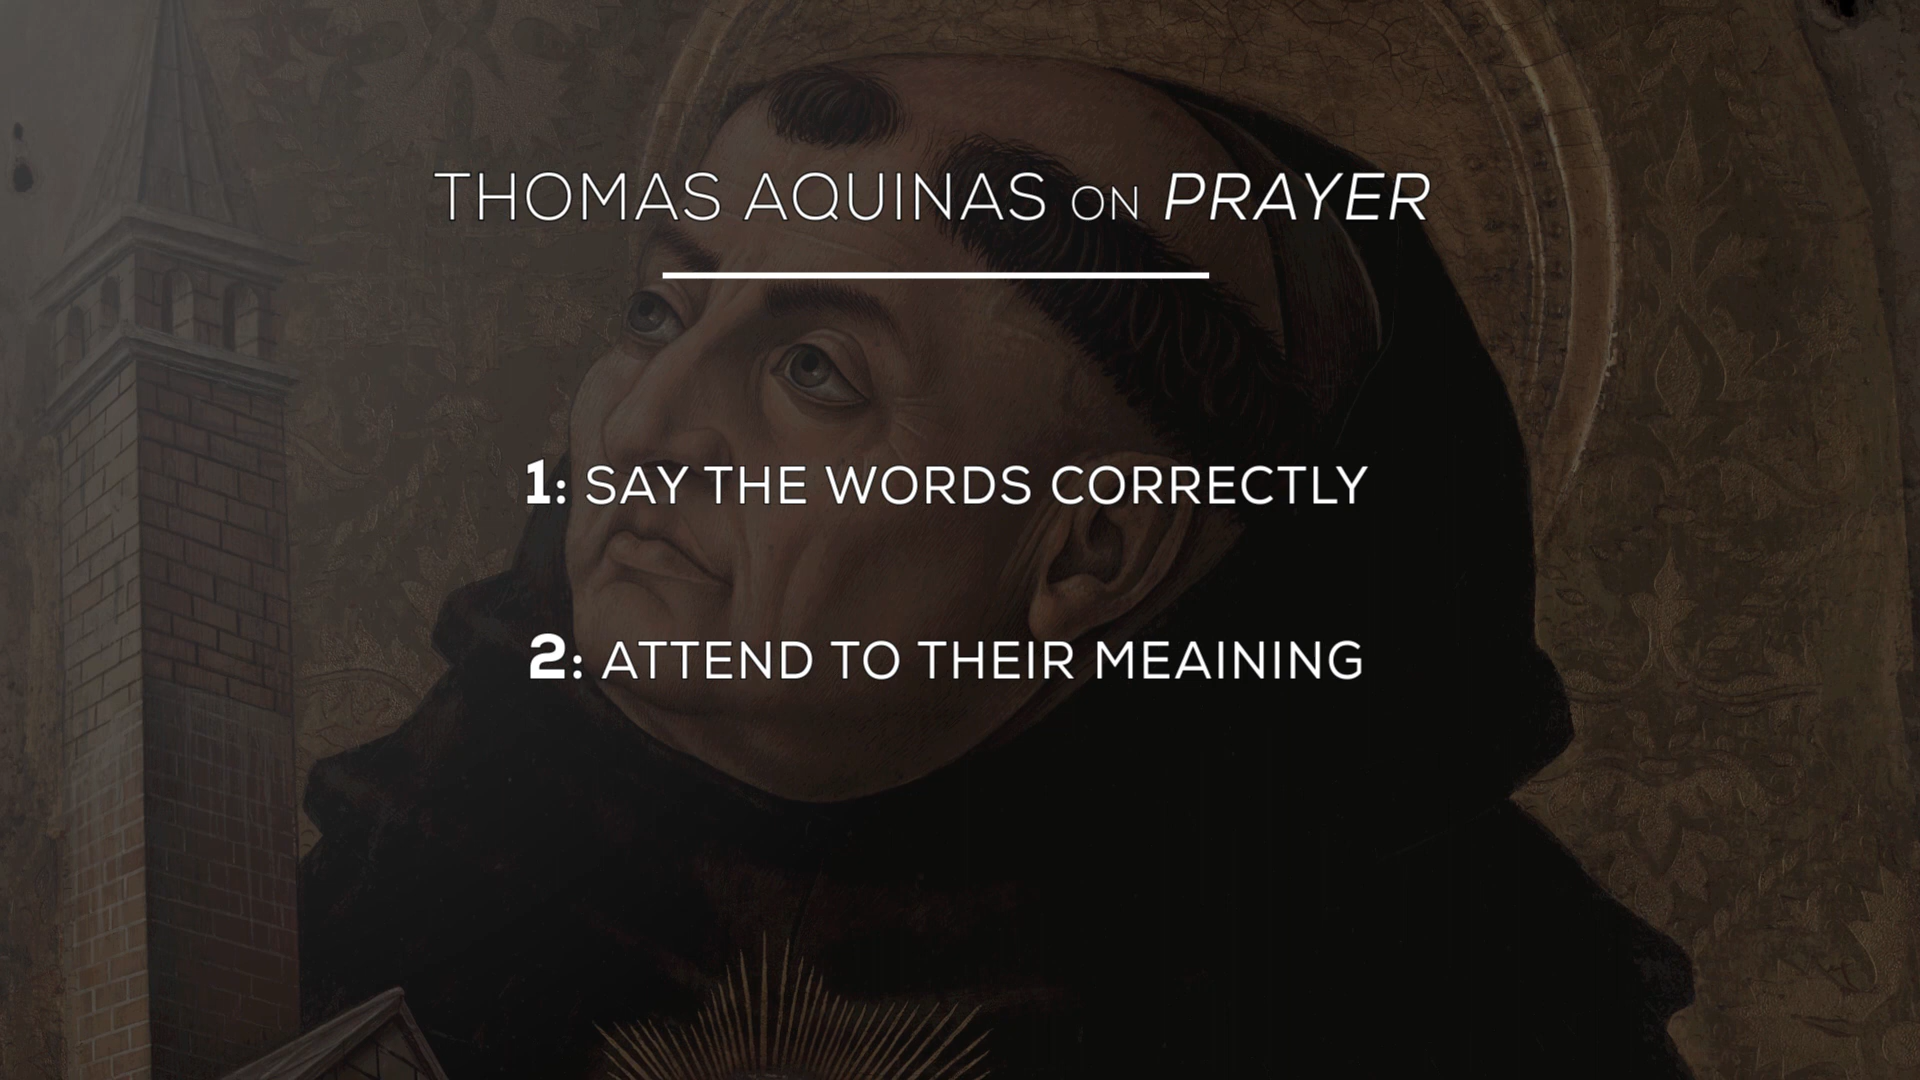 THOMAS AQUINAS ON PRAYER
1: SAY THE WORDS CORRECTLY
2: ATTEND TO THEIR MEAINING